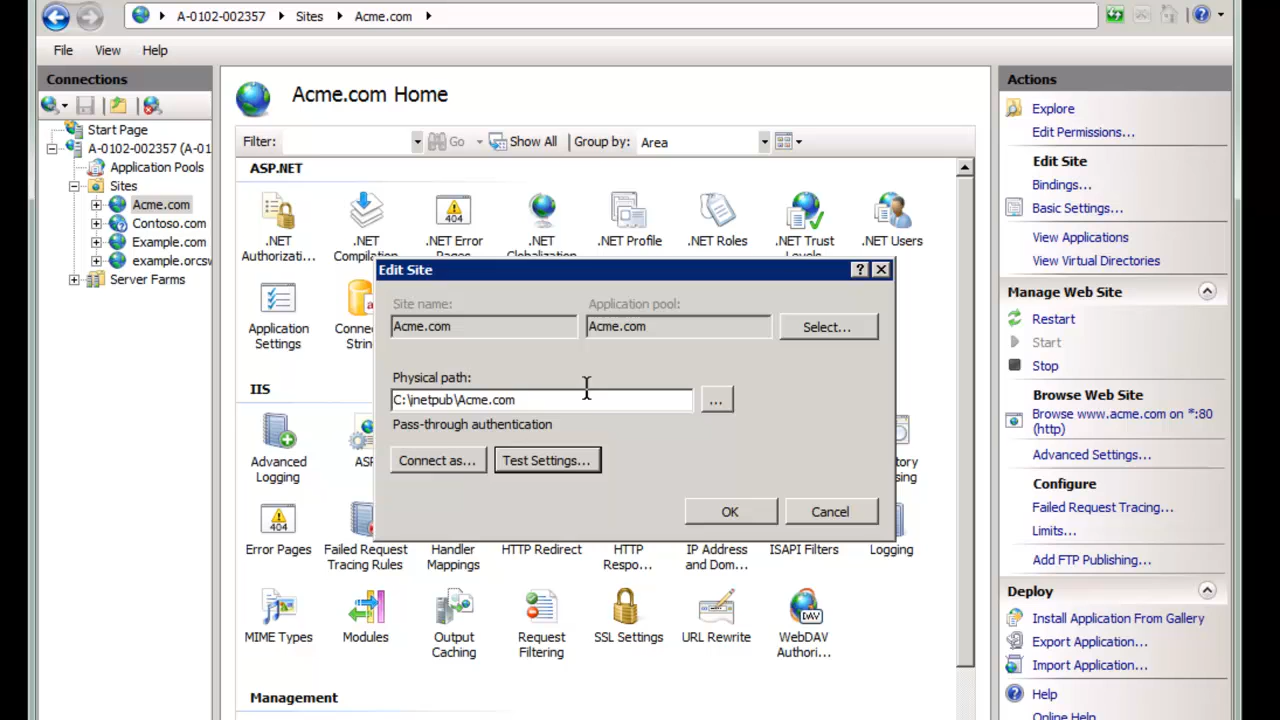 A-0102-002357 Sites Acme.com
File View Help
Connections
Start Page
A-0102-002357 (A-01
Application Pools
Sites
Acme.com
Contoso.com
Example.com
example.orcsw
Server Farms
Acme.com Home
Filter: Go Show All Group by: Area
ASP.NET
.NET Authorizati...
.NET Compilation
.NET Error Pages
.NET Globalization
.NET Profile
.NET Roles
.NET Trust Levels
.NET Users
Application Settings
IIS
Advanced Logging
Error Pages
Failed Request Tracing Rules
Handler Mappings
HTTP Redirect
HTTP Respo...
IP Address and Dom...
ISAPI Filters
Logging
MIME Types
Modules
Output Caching
Request Filtering
SSL Settings
URL Rewrite
WebDAV Authori...
Management
Edit Site
Site name:
Application pool:
Acme.com
Acme.com
Select...
Physical path:
C:\inetpub\Acme.com
...
Pass-through authentication
Connect as...
Test Settings...
OK
Cancel
Actions
Explore
Edit Permissions...
Edit Site
Bindings...
Basic Settings...
View Applications
View Virtual Directories
Manage Web Site
Restart
Start
Stop
Browse Web Site
Browse www.acme.com on *:80
(http)
Advanced Settings...
Configure
Failed Request Tracing...
Limits...
Add FTP Publishing...
Deploy
Install Application From Gallery
Export Application...
Import Application...
Help
Online Help